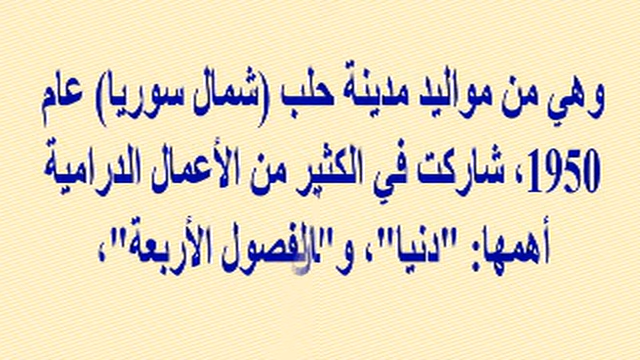 وهي من مواليد مدينة حلب (شمال سوريا) عام
1950، شاركت في الكثير من الأعمال الدرامية
أهمها: "دنيا"، و"الفصول الأربعة"،